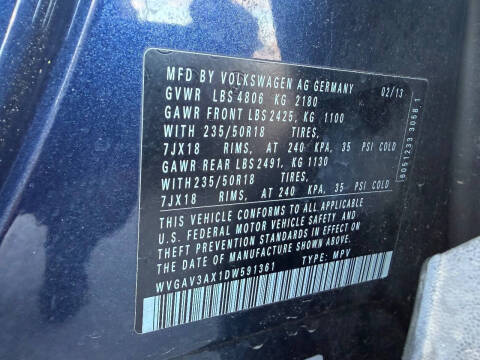 MFD BY VOLKSWAGEN AG GERMANY
GVWR LBS 4806 KG 2180 02/13
GAWR FRONT LBS 2425, KG 1100
WITH 235/50R18 TIRES,
7JX18 RIMS, AT 240 KPA, 35 PSI COLD
GAWR REAR LBS 2491, KG 1130
WITH 235/50R18 TIRES,
7JX18 RIMS, AT 240 KPA, 35 PSI COLD
THIS VEHICLE CONFORMS TO ALL APPLICABLE
U.S. FEDERAL MOTOR VEHICLE SAFETY AND
THEFT PREVENTION STANDARDS IN EFFECT ON
THE DATE OF MANUFACTURE SHOWN ABOVE.
WVGAV3AX1DW591361 TYPE: MPV
6051233 3058 1